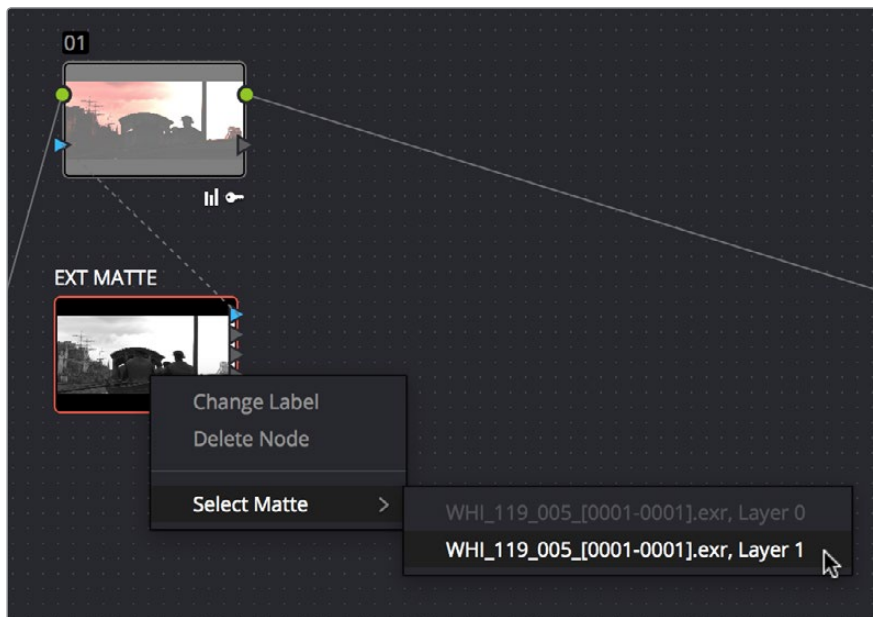 01
EXT MATTE
Change Label
Delete Node
Select Matte >
WHI_119_005_[0001-0001].exr, Layer 0
WHI_119_005_[0001-0001].exr, Layer 1